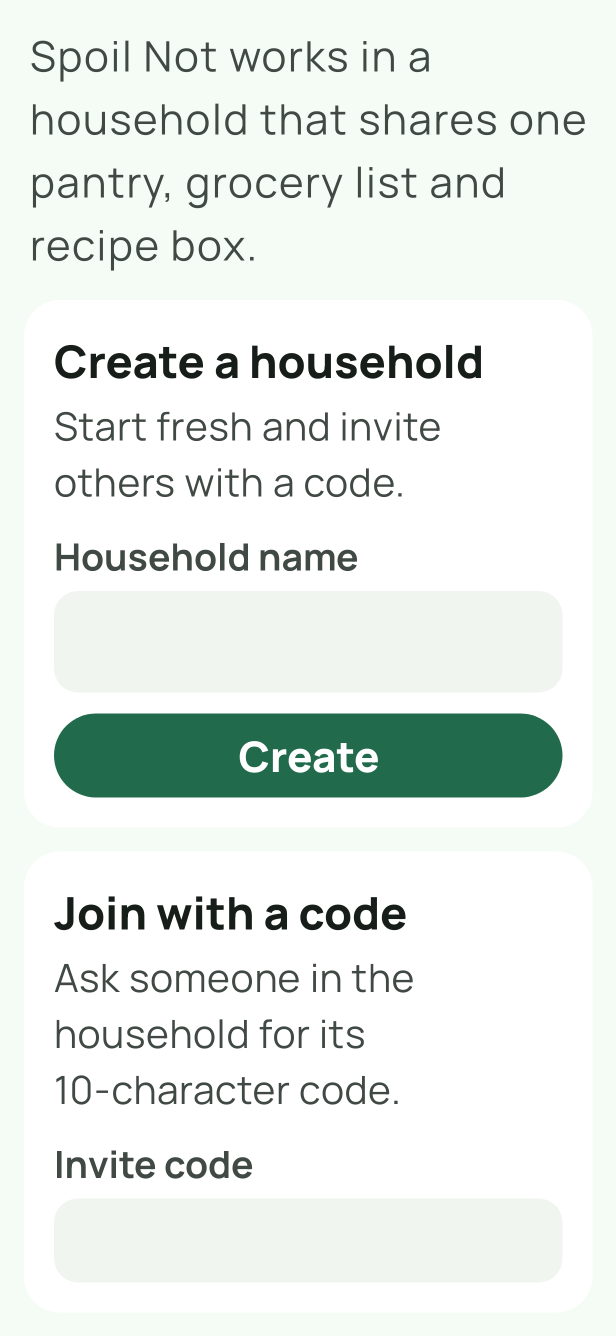 Spoil Not works in a
household that shares one
pantry, grocery list and
recipe box.
Create a household
Start fresh and invite
others with a code.
Household name
Create
Join with a code
Ask someone in the
household for its
10-character code.
Invite code